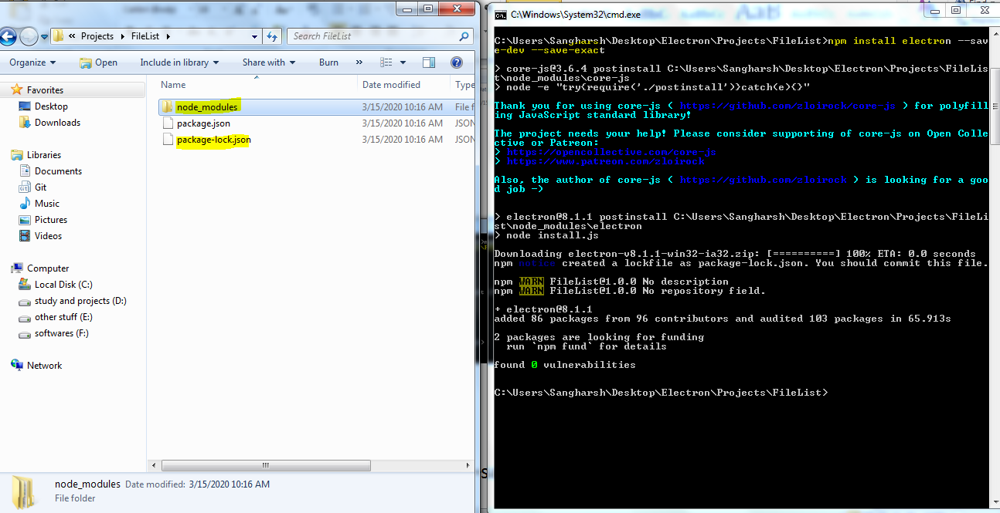 Projects
FileList
Search FileList
Organize
Open
Include in library
Share with
Burn
»
Name
Date modified
Type
Favorites
Desktop
Downloads
Libraries
Documents
Git
Music
Pictures
Videos
Computer
Local Disk (C:)
study and projects (D:)
other stuff (E:)
softwares (F:)
Network
node_modules 3/15/2020 10:16 AM File f
package.json 3/15/2020 10:16 AM JSON
package-lock.json 3/15/2020 10:16 AM JSON
node_modules Date modified: 3/15/2020 10:16 AM
File folder
C:\Windows\System32\cmd.exe
C:\Users\Sangharsh\Desktop\Electron\Projects\FileList>npm install electron --sav
e-dev --save-exact
> core-js@3.6.4 postinstall C:\Users\Sangharsh\Desktop\Electron\Projects\FileLis
t\node_modules\core-js
> node -e "try{require('./postinstall')}catch(e){}"
Thank you for using core-js ( https://github.com/zloirock/core-js ) for polyfill
ing JavaScript standard library!
The project needs your help! Please consider supporting of core-js on Open Colle
ctive or Patreon:
> https://opencollective.com/core-js
> https://www.patreon.com/zloirock
Also, the author of core-js ( https://github.com/zloirock ) is looking for a goo
d job -)
> electron@8.1.1 postinstall C:\Users\Sangharsh\Desktop\Electron\Projects\FileLi
st\node_modules\electron
> node install.js
Downloading electron-v8.1.1-win32-ia32.zip: [==========] 100% ETA: 0.0 seconds
npm notice created a lockfile as package-lock.json. You should commit this file.
npm WARN FileList@1.0.0 No description
npm WARN FileList@1.0.0 No repository field.
+ electron@8.1.1
added 86 packages from 96 contributors and audited 103 packages in 65.913s
2 packages are looking for funding
run `npm fund` for details
found 0 vulnerabilities
C:\Users\Sangharsh\Desktop\Electron\Projects\FileList>